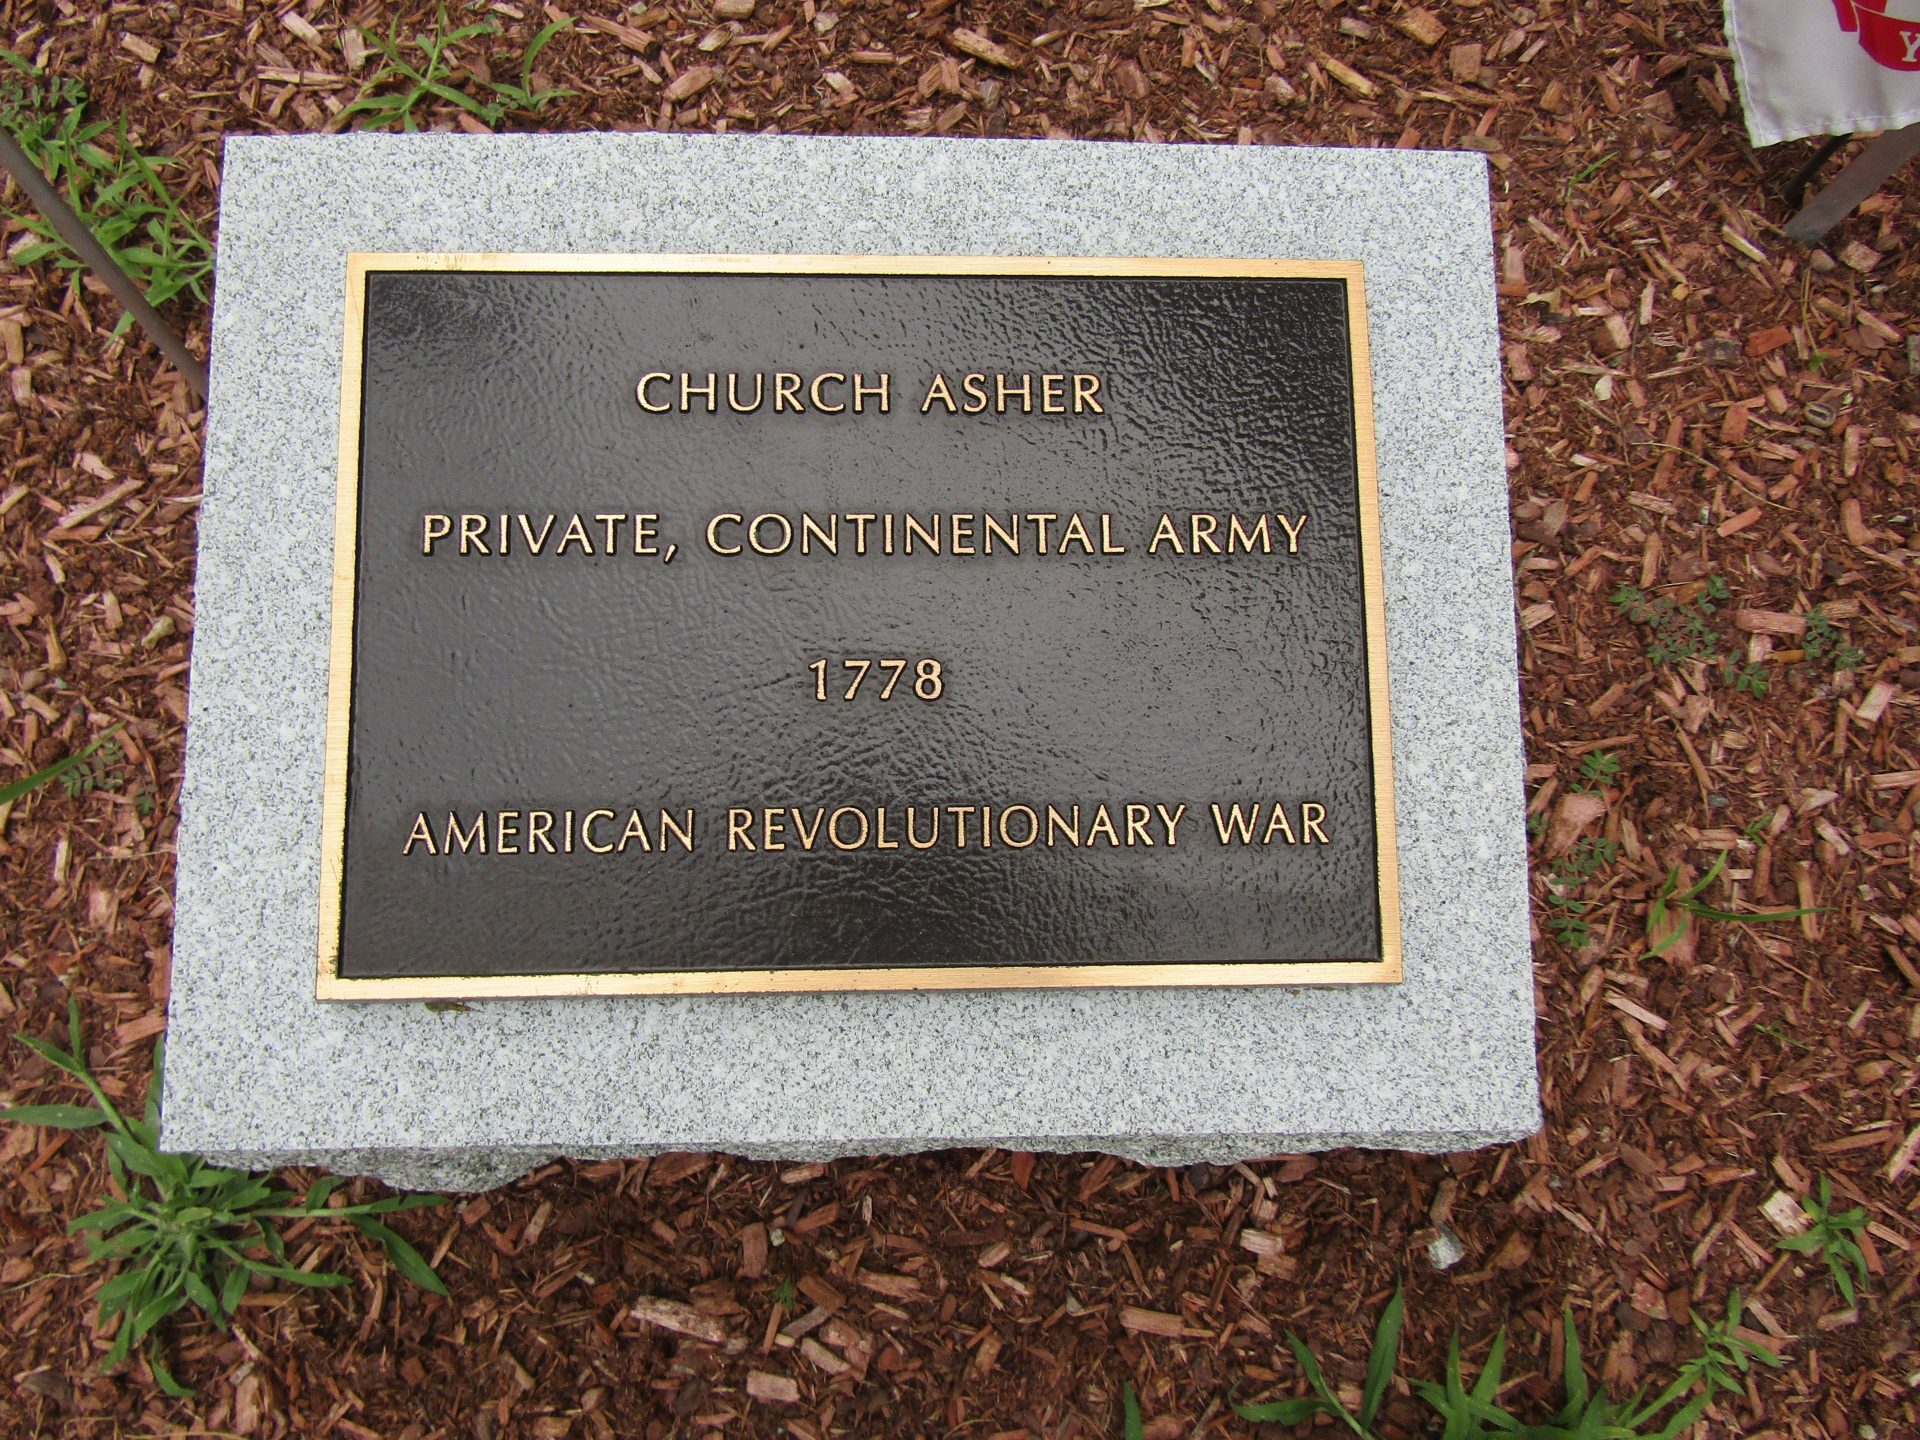 CHURCH ASHER
PRIVATE, CONTINENTAL ARMY
1778
AMERICAN REVOLUTIONARY WAR